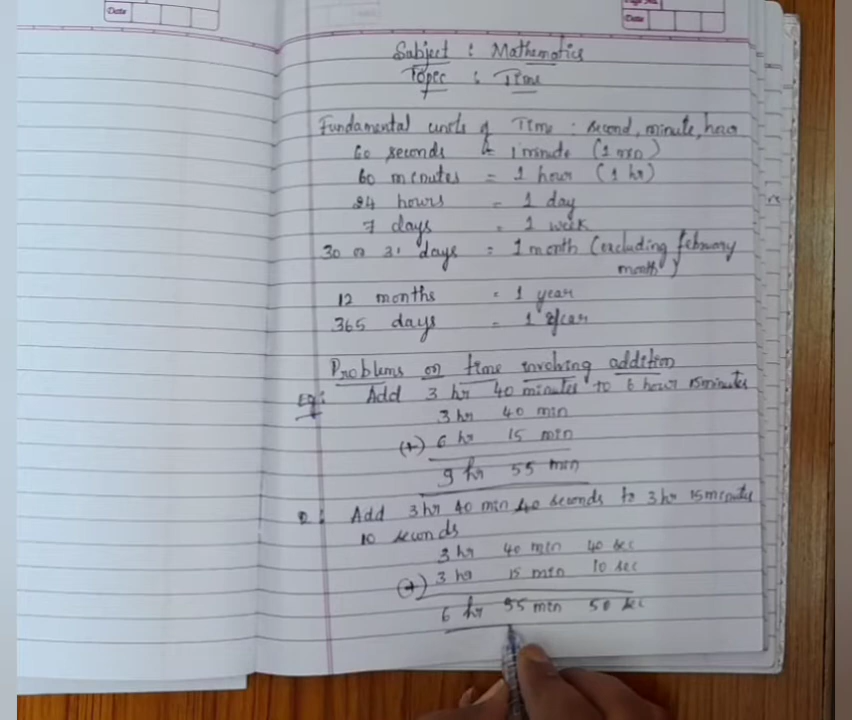 Date
Page No.
Date
Subject : Mathematics
Topic : Time
Fundamental units of Time : second, minute, hour
60 seconds = 1 minute (1 min)
60 minutes = 1 hour (1 hr)
24 hours = 1 day
7 days = 1 week
30 or 31 days = 1 month (excluding february
month)
12 months = 1 year
365 days = 1 year
Problems on time involving addition
Eg: Add 3 hr 40 minutes to 6 hour 15 minutes
3 hr 40 min
(+) 6 hr 15 min
9 hr 55 min
2: Add 3 hr 40 min 40 seconds to 3 hr 15 minutes
10 seconds
3 hr 40 min 40 sec
(+) 3 hr 15 min 10 sec
6 hr 55 min 50 sec